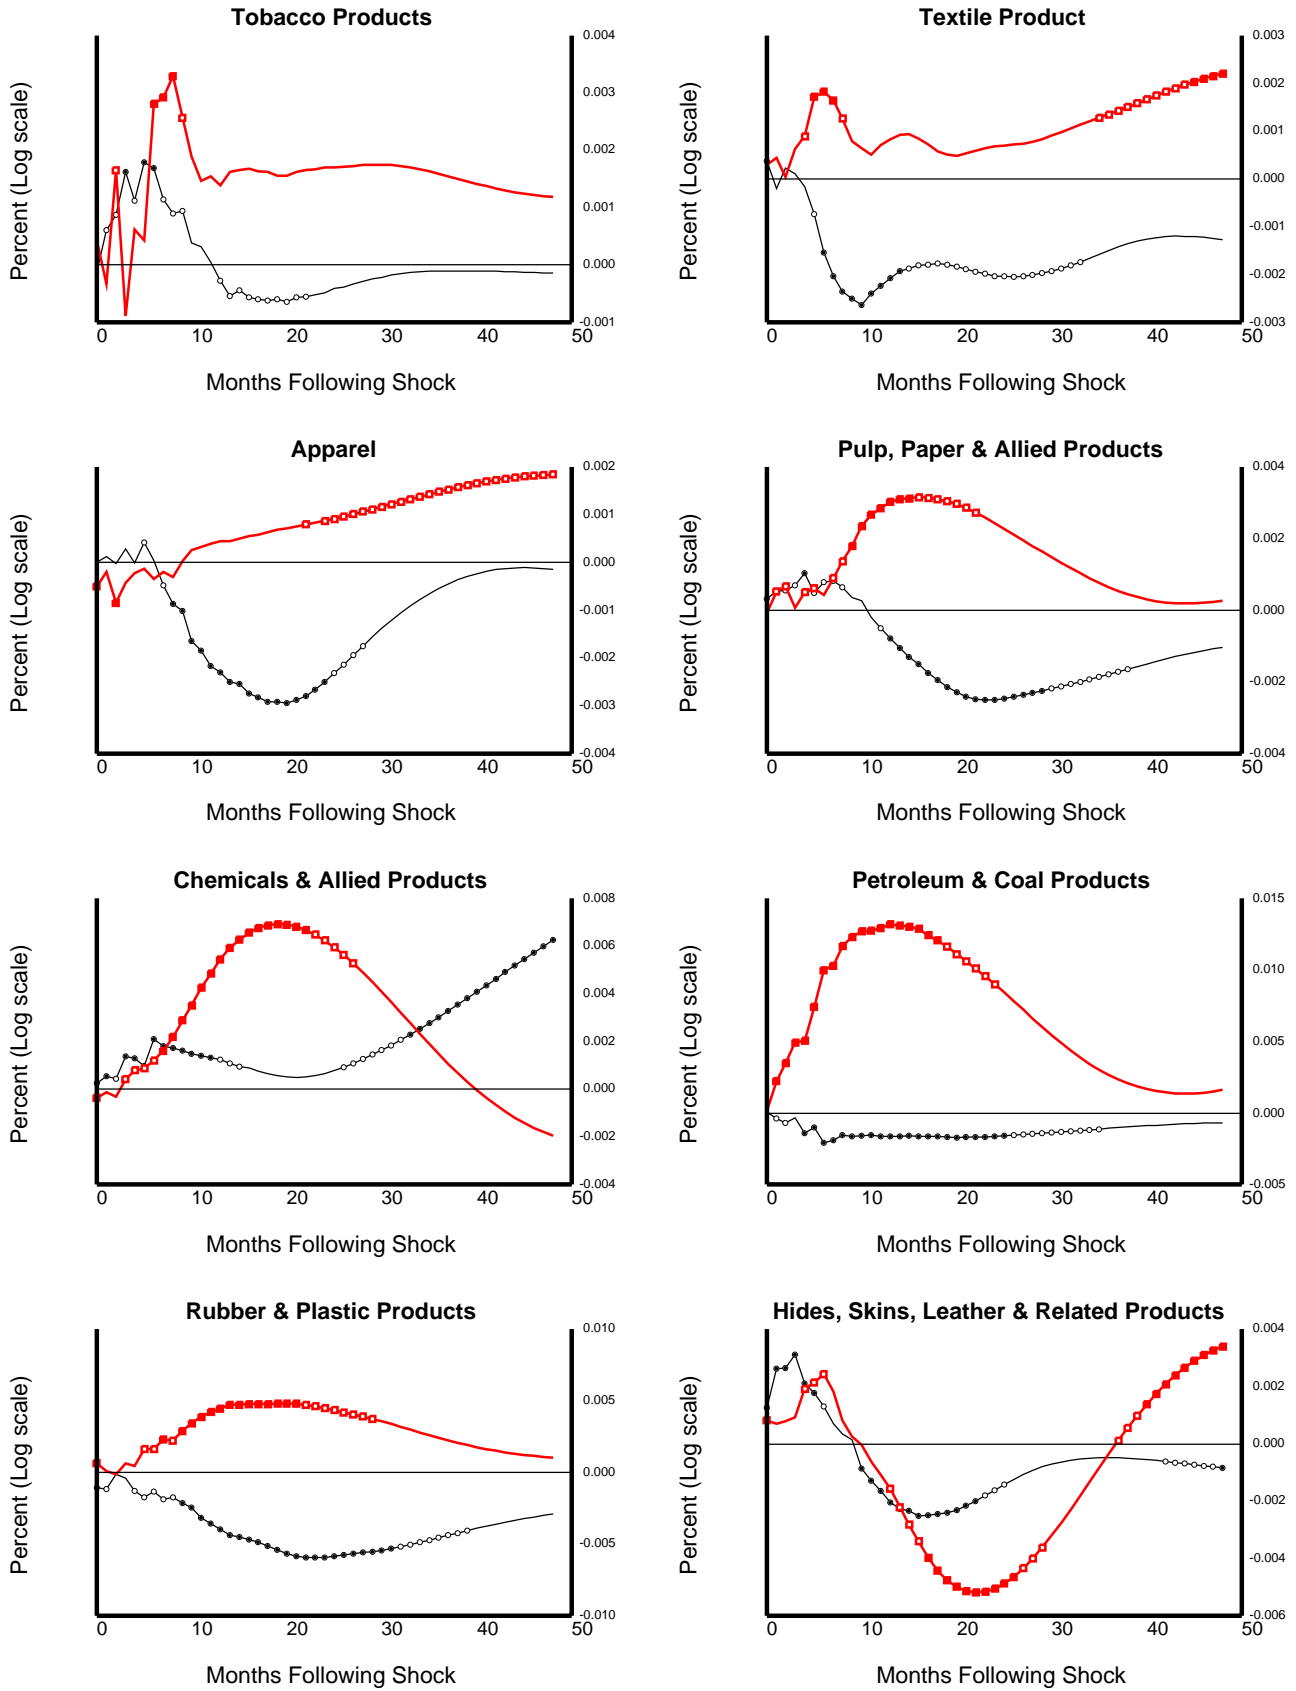 Tobacco Products
Percent (Log scale)
0.004
0.003
0.002
0.001
0.000
-0.001
0 10 20 30 40 50
Months Following Shock
Textile Product
Percent (Log scale)
0.003
0.002
0.001
0.000
-0.001
-0.002
-0.003
0 10 20 30 40 50
Months Following Shock
Apparel
Percent (Log scale)
0.002
0.001
0.000
-0.001
-0.002
-0.003
-0.004
0 10 20 30 40 50
Months Following Shock
Pulp, Paper & Allied Products
Percent (Log scale)
0.004
0.002
0.000
-0.002
-0.004
0 10 20 30 40 50
Months Following Shock
Chemicals & Allied Products
Percent (Log scale)
0.008
0.006
0.004
0.002
0.000
-0.002
-0.004
0 10 20 30 40 50
Months Following Shock
Petroleum & Coal Products
Percent (Log scale)
0.015
0.010
0.005
0.000
-0.005
0 10 20 30 40 50
Months Following Shock
Rubber & Plastic Products
Percent (Log scale)
0.010
0.005
0.000
-0.005
-0.010
0 10 20 30 40 50
Months Following Shock
Hides, Skins, Leather & Related Products
Percent (Log scale)
0.004
0.002
0.000
-0.002
-0.004
-0.006
0 10 20 30 40 50
Months Following Shock